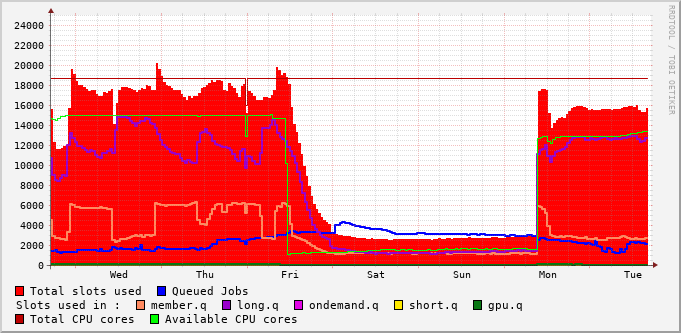 24000
22000
20000
18000
16000
14000
12000
10000
8000
6000
4000
2000
0
Wed Thu Fri Sat Sun Mon Tue
Total slots used Queued Jobs
Slots used in : member.q long.q ondemand.q short.q gpu.q
Total CPU cores Available CPU cores
RRDTOOL / TOBI OETIKER